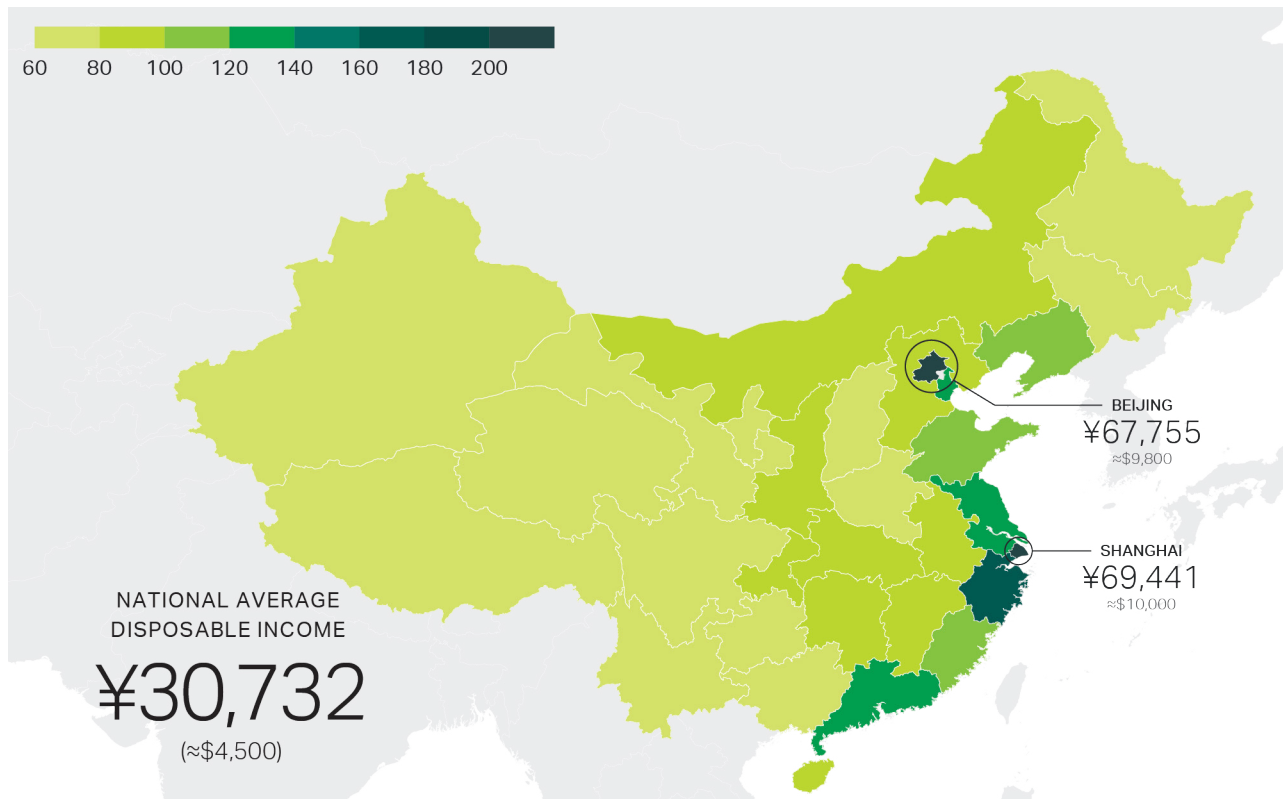 60 80 100 120 140 160 180 200
BEIJING
¥67,755
≈$9,800
SHANGHAI
¥69,441
≈$10,000
NATIONAL AVERAGE
DISPOSABLE INCOME
¥30,732
(≈$4,500)